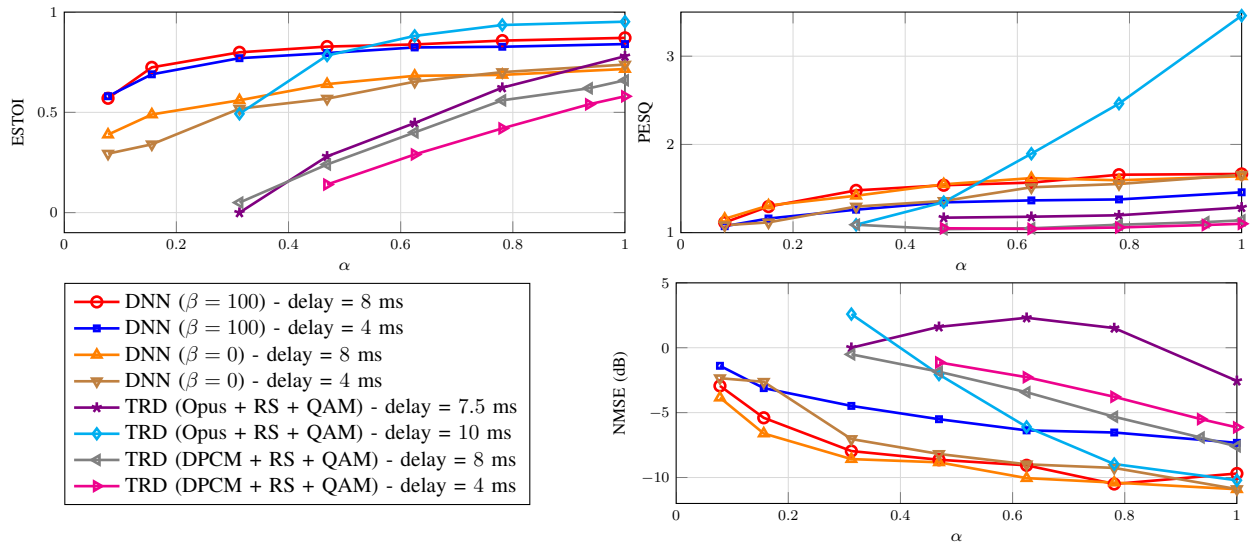 1
0.5
0
ESTOI
0
0.2
0.4
0.6
0.8
1
α
3
2
1
PESQ
0
0.2
0.4
0.6
0.8
1
α
DNN (β = 100) - delay = 8 ms
DNN (β = 100) - delay = 4 ms
DNN (β = 0) - delay = 8 ms
DNN (β = 0) - delay = 4 ms
TRD (Opus + RS + QAM) - delay = 7.5 ms
TRD (Opus + RS + QAM) - delay = 10 ms
TRD (DPCM + RS + QAM) - delay = 8 ms
TRD (DPCM + RS + QAM) - delay = 4 ms
5
0
−5
−10
NMSE (dB)
0
0.2
0.4
0.6
0.8
1
α